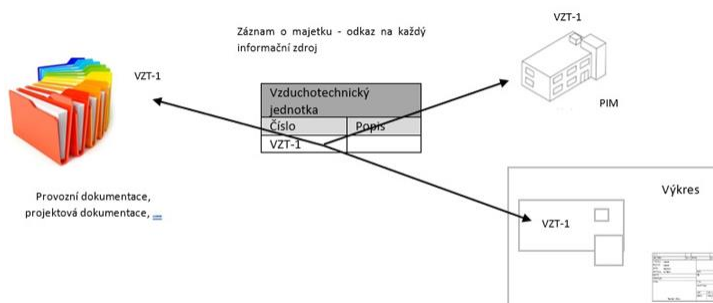 VZT-1
Záznam o majetku - odkaz na každý
informační zdroj
VZT-1
Vzduchotechnický
jednotka
Číslo Popis
VZT-1
PIM
Provozní dokumentace,
projektová dokumentace,
Výkres
VZT-1